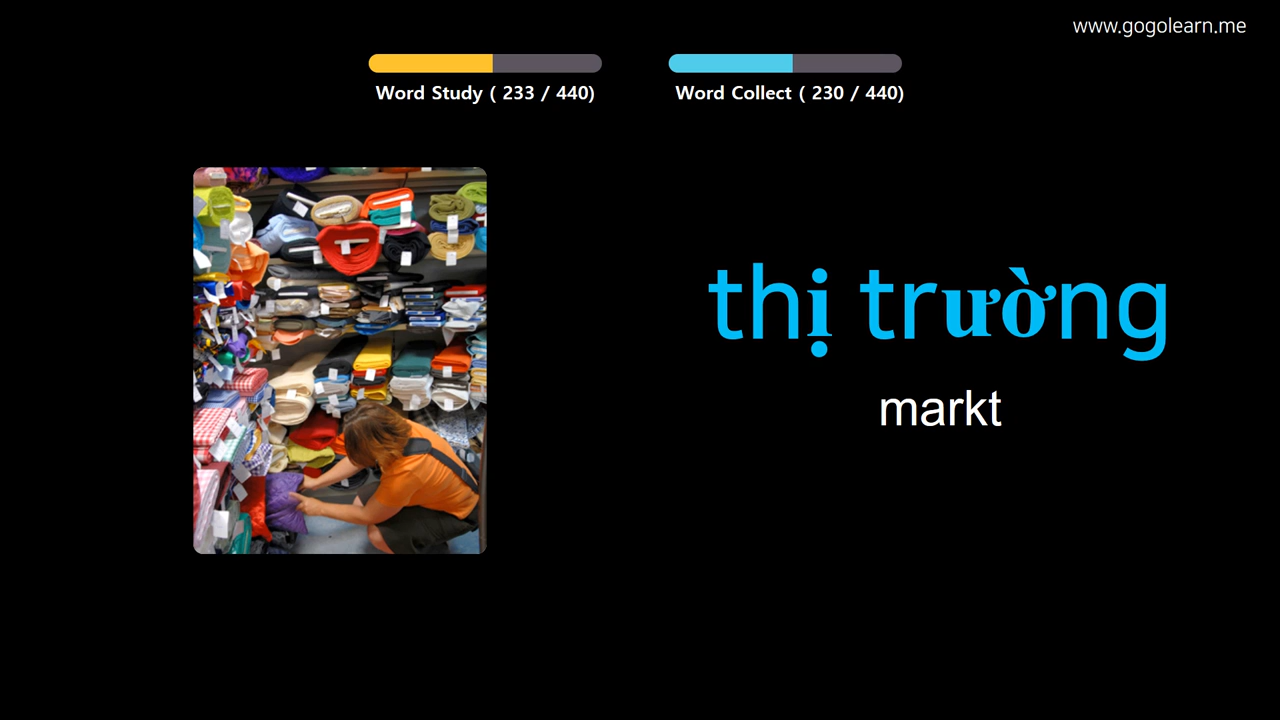 www.gogolearn.me
Word Study ( 233 / 440)
Word Collect ( 230 / 440)
thị trường
markt